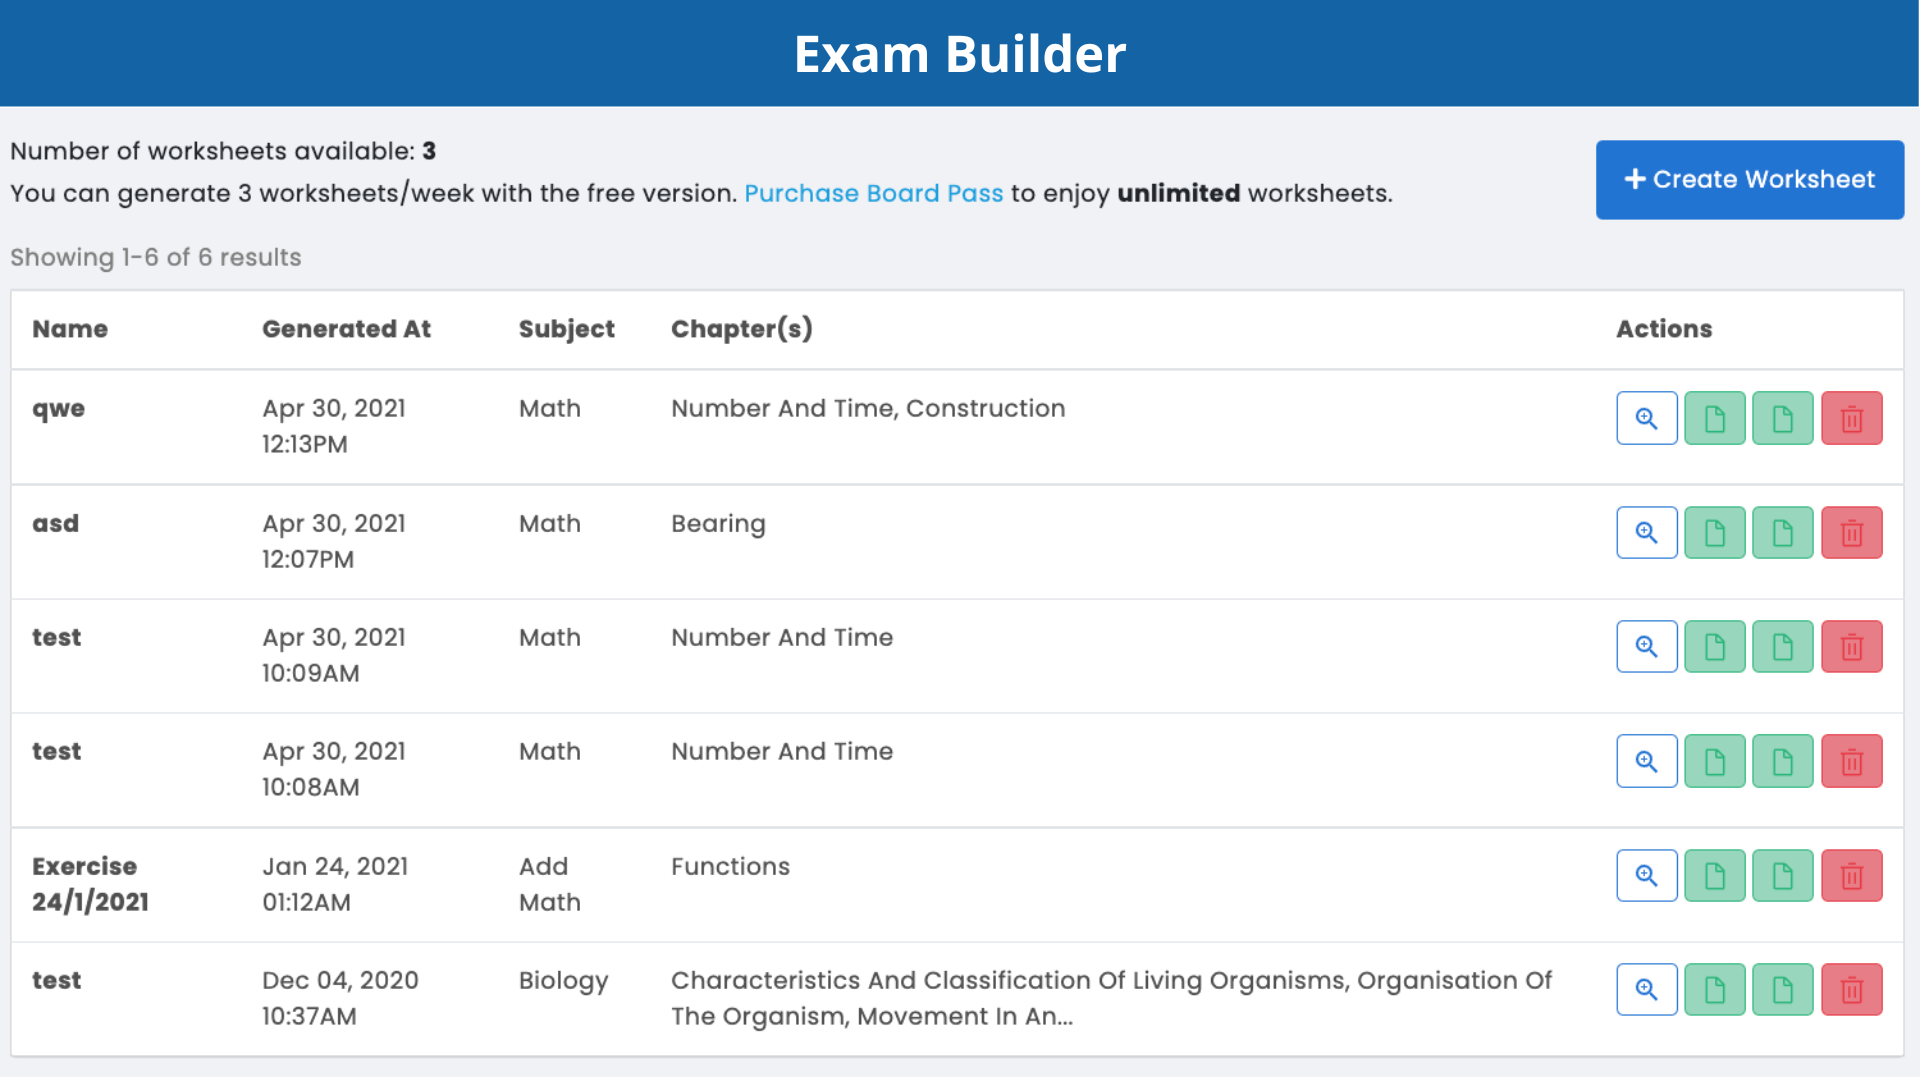 Exam Builder
Number of worksheets available: 3
You can generate 3 worksheets/week with the free version. Purchase Board Pass to enjoy unlimited worksheets.
+ Create Worksheet
Showing 1-6 of 6 results
Name Generated At Subject Chapter(s) Actions
qwe Apr 30, 2021 Math Number And Time, Construction
12:13PM
asd Apr 30, 2021 Math Bearing
12:07PM
test Apr 30, 2021 Math Number And Time
10:09AM
test Apr 30, 2021 Math Number And Time
10:08AM
Exercise Jan 24, 2021 Add Functions
24/1/2021 01:12AM Math
test Dec 04, 2020 Biology Characteristics And Classification Of Living Organisms, Organisation Of
10:37AM The Organism, Movement In An...